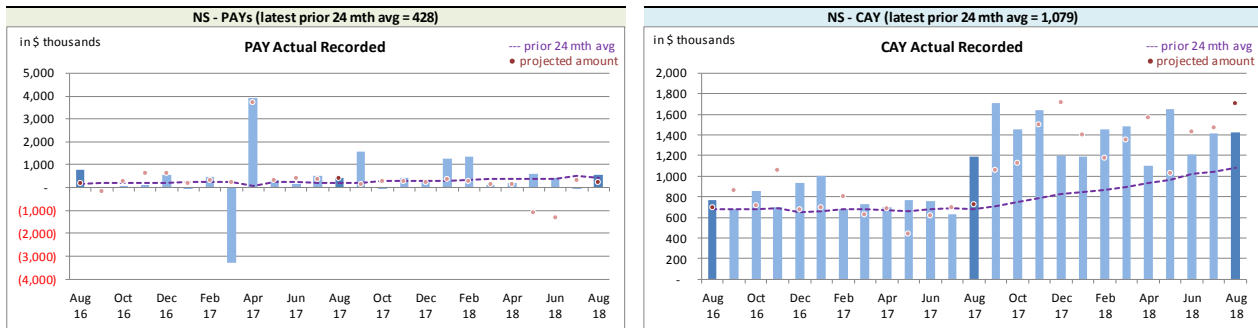 NS - PAYs (latest prior 24 mth avg = 428)
in $ thousands
PAY Actual Recorded
--- prior 24 mth avg
● projected amount
5,000
4,000
3,000
2,000
1,000
-
(1,000)
(2,000)
(3,000)
(4,000)
Aug Oct Dec Feb Apr Jun Aug Oct Dec Feb Apr Jun Aug
16 16 16 17 17 17 17 17 17 18 18 18 18
NS - CAY (latest prior 24 mth avg = 1,079)
in $ thousands
CAY Actual Recorded
--- prior 24 mth avg
● projected amount
2,000
1,800
1,600
1,400
1,200
1,000
800
600
400
200
-
Aug Oct Dec Feb Apr Jun Aug Oct Dec Feb Apr Jun Aug
16 16 16 17 17 17 17 17 17 18 18 18 18